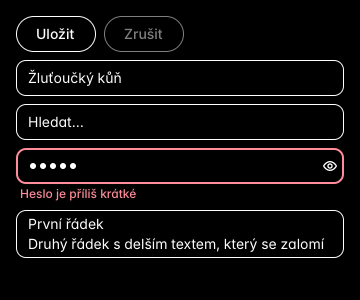 Uložit
Zrušit
Žluťoučký kůň
Hledat...
Heslo je příliš krátké
První řádek
Druhý řádek s delším textem, který se zalomí